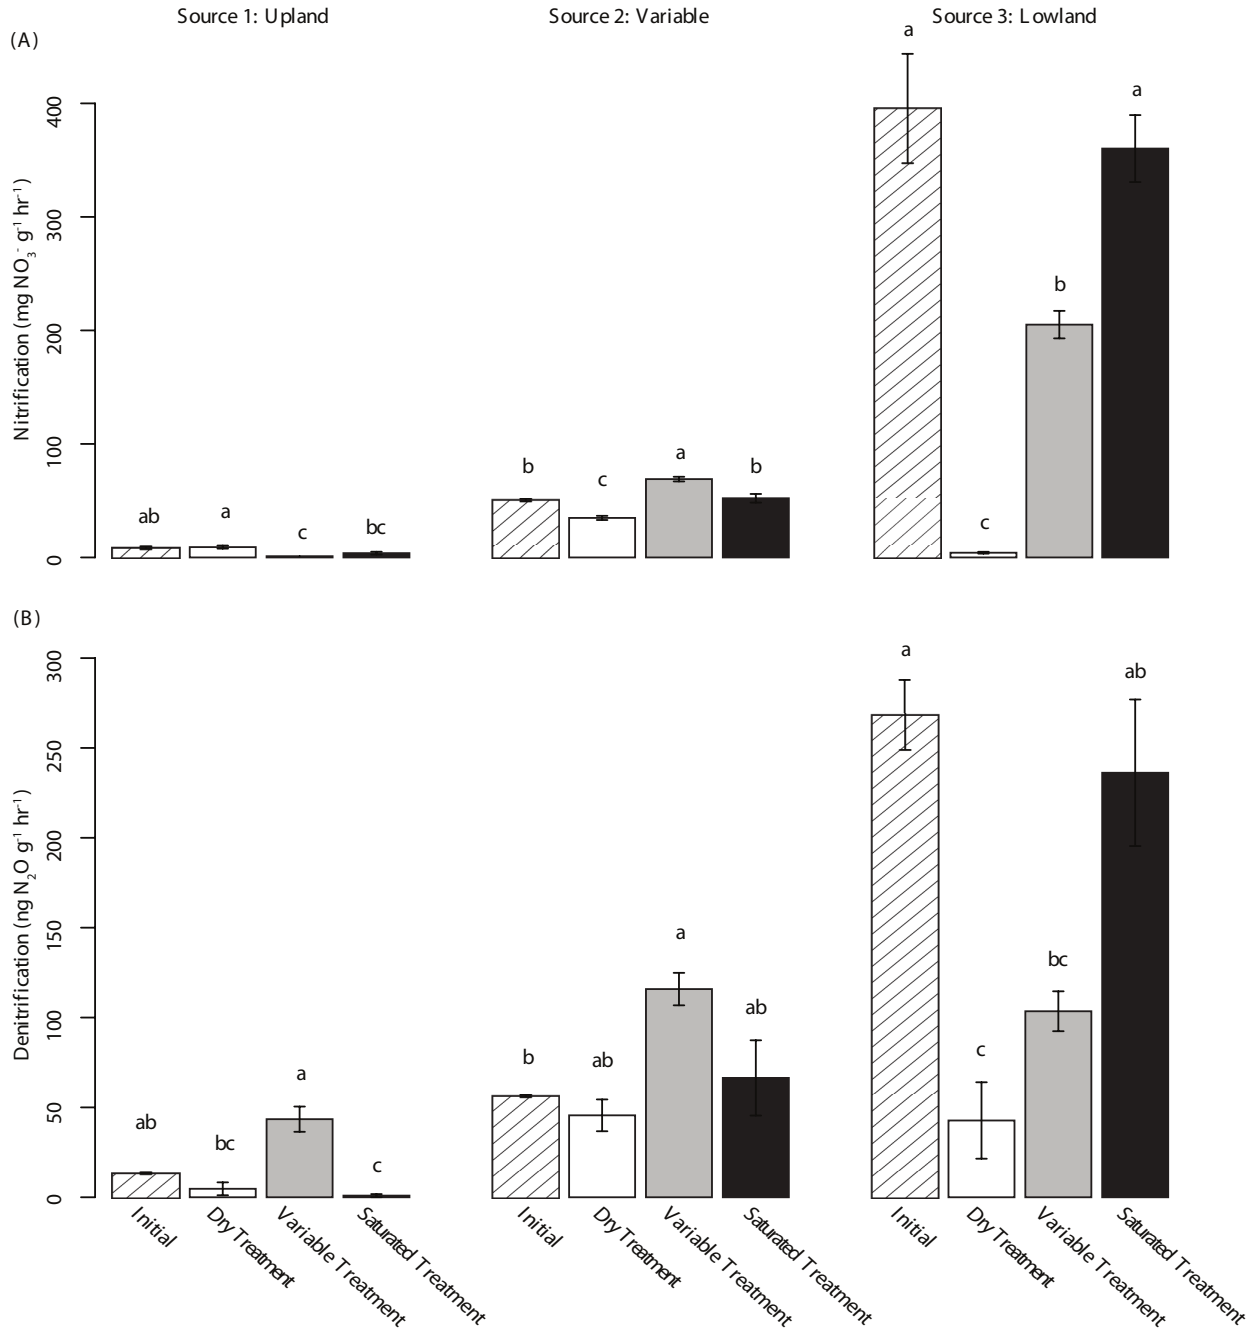 Source 1: Upland
Source 2: Variable
Source 3: Lowland
(A)
Nitrification (mg NO₃⁻ g⁻¹ hr⁻¹)
400
300
200
100
0
ab
a
c
bc
b
c
a
b
a
c
b
a
(B)
Denitrification (ng N₂O g⁻¹ hr⁻¹)
300
250
200
150
100
50
0
ab
bc
a
c
b
ab
a
ab
a
c
bc
ab
Initial
Dry Treatment
Variable Treatment
Saturated Treatment
Initial
Dry Treatment
Variable Treatment
Saturated Treatment
Initial
Dry Treatment
Variable Treatment
Saturated Treatment